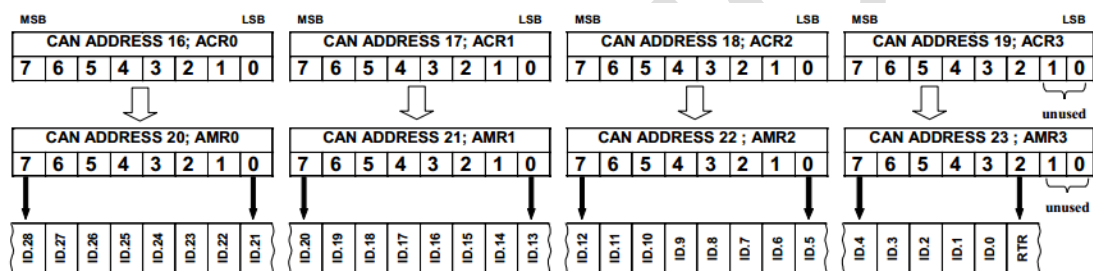 MSB LSB MSB LSB MSB LSB MSB LSB
CAN ADDRESS 16; ACR0 CAN ADDRESS 17; ACR1 CAN ADDRESS 18; ACR2 CAN ADDRESS 19; ACR3
7 6 5 4 3 2 1 0 7 6 5 4 3 2 1 0 7 6 5 4 3 2 1 0 7 6 5 4 3 2 1 0
unused
CAN ADDRESS 20; AMR0 CAN ADDRESS 21; AMR1 CAN ADDRESS 22 ; AMR2 CAN ADDRESS 23 ; AMR3
7 6 5 4 3 2 1 0 7 6 5 4 3 2 1 0 7 6 5 4 3 2 1 0 7 6 5 4 3 2 1 0
unused
ID.28 ID.27 ID.26 ID.25 ID.24 ID.23 ID.22 ID.21 ID.20 ID.19 ID.18 ID.17 ID.16 ID.15 ID.14 ID.13 ID.12 ID.11 ID.10 ID.9 ID.8 ID.7 ID.6 ID.5 ID.4 ID.3 ID.2 ID.1 ID.0 RTR